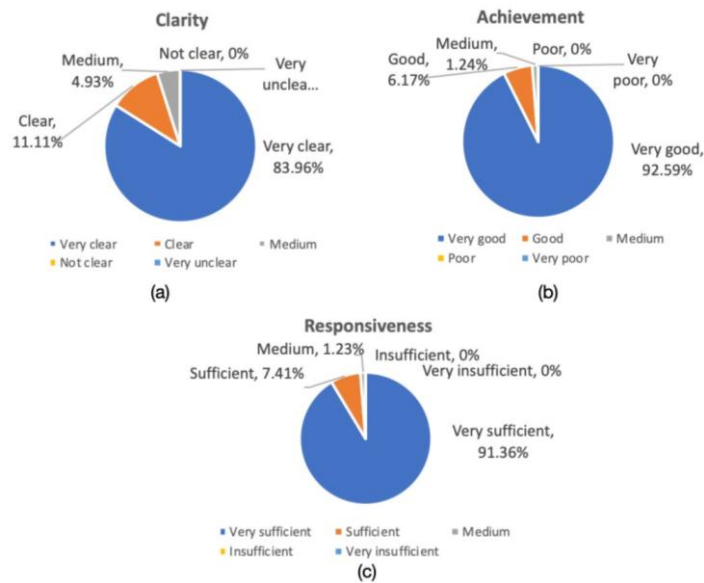 Clarity
Not clear, 0%
Medium,
4.93%
Very
unclea...
Clear,
11.11%
Very clear,
83.96%
Very clear Clear Medium
Not clear Very unclear
(a)
Achievement
Medium,
1.24%
Poor, 0%
Good,
6.17%
Very
poor, 0%
Very good,
92.59%
Very good Good Medium
Poor Very poor
(b)
Responsiveness
Medium, 1.23%
Insufficient, 0%
Sufficient, 7.41%
Very insufficient, 0%
Very sufficient,
91.36%
Very sufficient Sufficient Medium
Insufficient Very insufficient
(c)